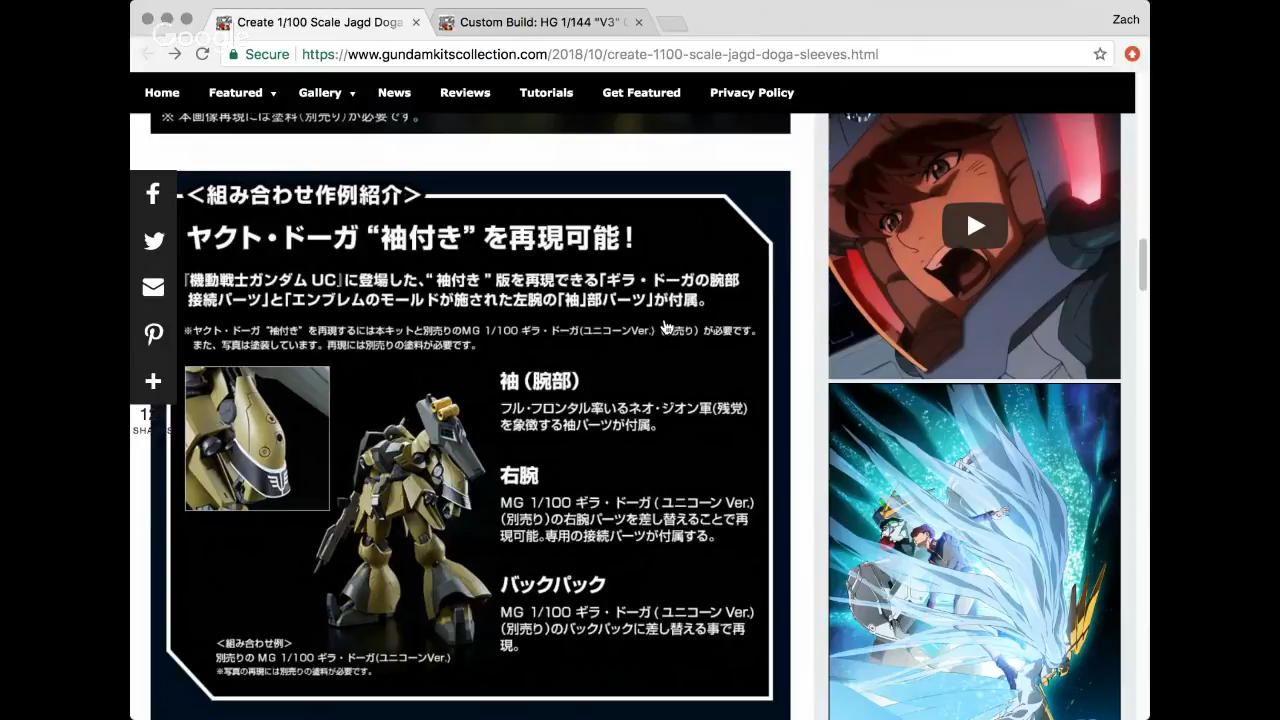 Create 1/100 Scale Jagd Doga
Custom Build: HG 1/144 "V3"
Zach
Google
Secure
https://www.gundamkitscollection.com/2018/10/create-1100-scale-jagd-doga-sleeves.html
Home
Featured
Gallery
News
Reviews
Tutorials
Get Featured
Privacy Policy
※ 本画像再現には塗料(別売り)が必要です。
<組み合わせ作例紹介>
ヤクト・ドーガ “袖付き” を再現可能!
『機動戦士ガンダム UC』に登場した、“ 袖付き ” 版を再現できる「ギラ・ドーガの腕部
接続パーツ」と「エンブレムのモールドが施された左腕の「袖」部パーツ」が付属。
※ヤクト・ドーガ “袖付き” を再現するには本キットと別売りのMG 1/100 ギラ・ドーガ(ユニコーンVer.) 売り) が必要です。
また、写真は塗装しています。再現には別売りの塗料が必要です。
袖(腕部)
フル・フロンタル率いるネオ・ジオン軍(残党)
を象徴する袖パーツが付属。
右腕
MG 1/100 ギラ・ドーガ ( ユニコーン Ver.)
(別売り)の右腕パーツを差し替えることで再
現可能。専用の接続パーツが付属する。
バックパック
MG 1/100 ギラ・ドーガ ( ユニコーン Ver.)
(別売り)のバックパックに差し替える事で再
現。
<組み合わせ例>
別売りの MG 1/100 ギラ・ドーガ(ユニコーンVer.)
※写真の再現には別売りの塗料が必要です。